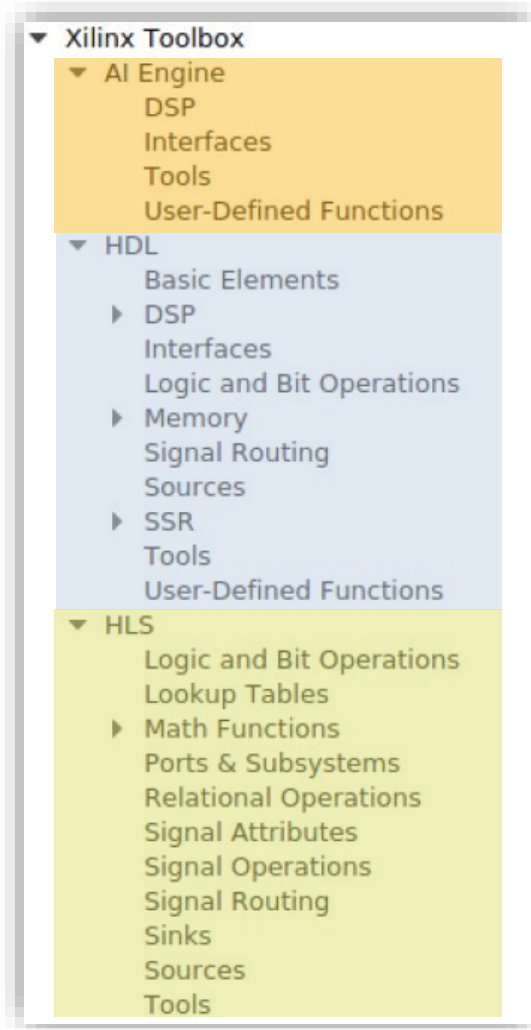 Xilinx Toolbox
AI Engine
DSP
Interfaces
Tools
User-Defined Functions
HDL
Basic Elements
DSP
Interfaces
Logic and Bit Operations
Memory
Signal Routing
Sources
SSR
Tools
User-Defined Functions
HLS
Logic and Bit Operations
Lookup Tables
Math Functions
Ports & Subsystems
Relational Operations
Signal Attributes
Signal Operations
Signal Routing
Sinks
Sources
Tools